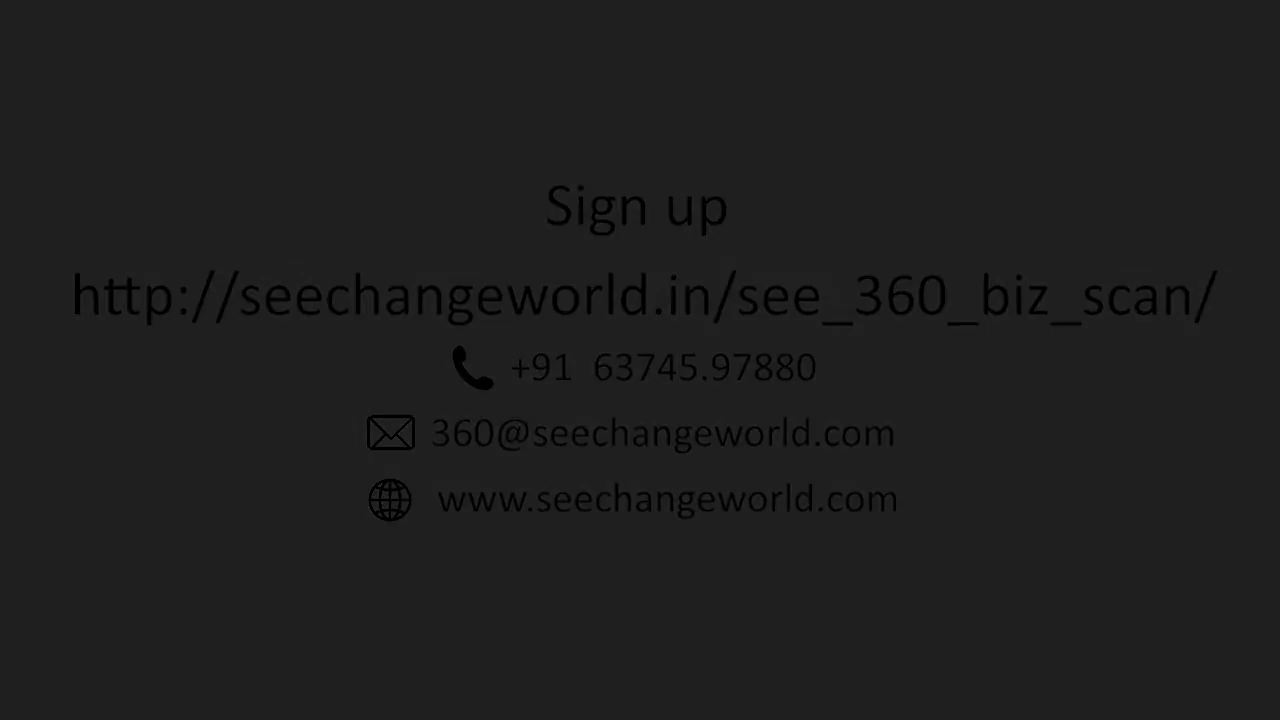 Sign up
http://seechangeworld.in/see_360_biz_scan/
+91 63745.97880
360@seechangeworld.com
www.seechangeworld.com